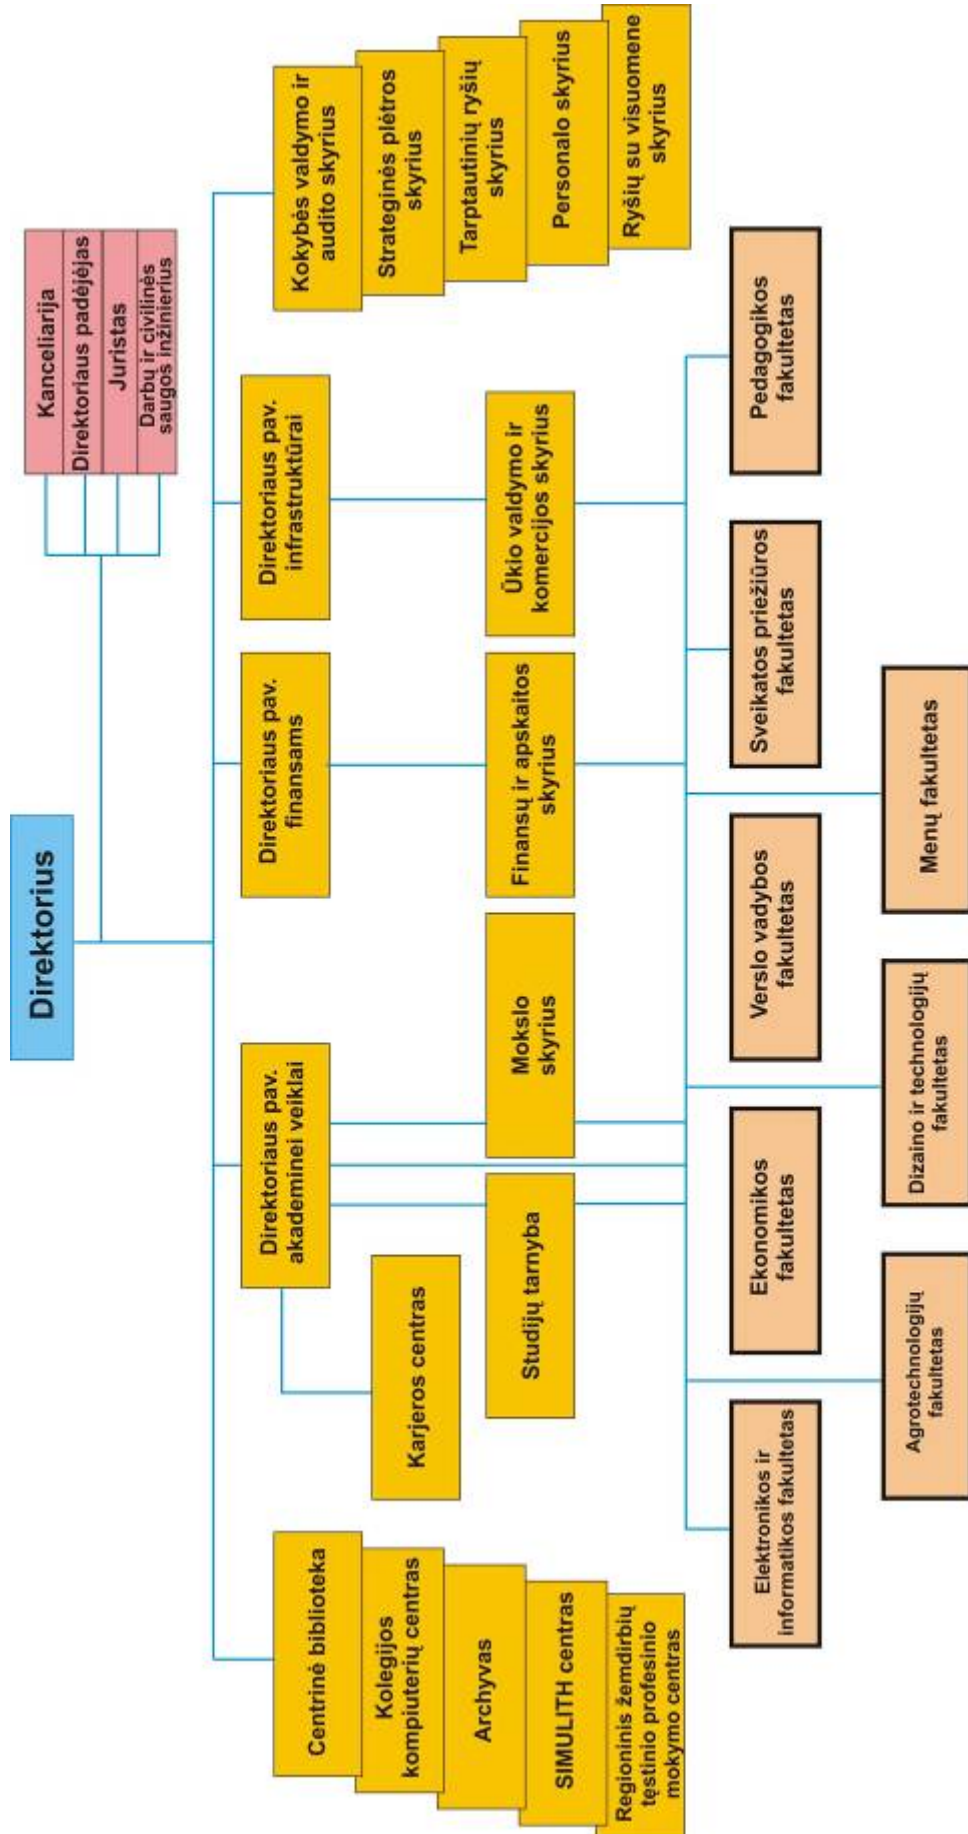 Direktorius
Kanceliarija
Direktoriaus padėjėjas
Juristas
Darbų ir civilinės
saugos inžinierius
Centrinė biblioteka
Kolegijos
kompiuterių centras
Archyvas
SIMULITH centras
Regioninis žemdirbių
tęstinio profesinio
mokymo centras
Direktoriaus pav.
akademinei veiklai
Direktoriaus pav.
finansams
Direktoriaus pav.
infrastruktūrai
Kokybės valdymo ir
audito skyrius
Strateginės plėtros
skyrius
Tarptautinių ryšių
skyrius
Personalo skyrius
Ryšių su visuomene
skyrius
Karjeros centras
Studijų tarnyba
Mokslo
skyrius
Finansų ir apskaitos
skyrius
Ūkio valdymo ir
komercijos skyrius
Elektronikos ir
informatikos fakultetas
Ekonomikos
fakultetas
Verslo vadybos
fakultetas
Sveikatos priežiūros
fakultetas
Pedagogikos
fakultetas
Agrotechnologijų
fakultetas
Dizaino ir technologijų
fakultetas
Menų fakultetas